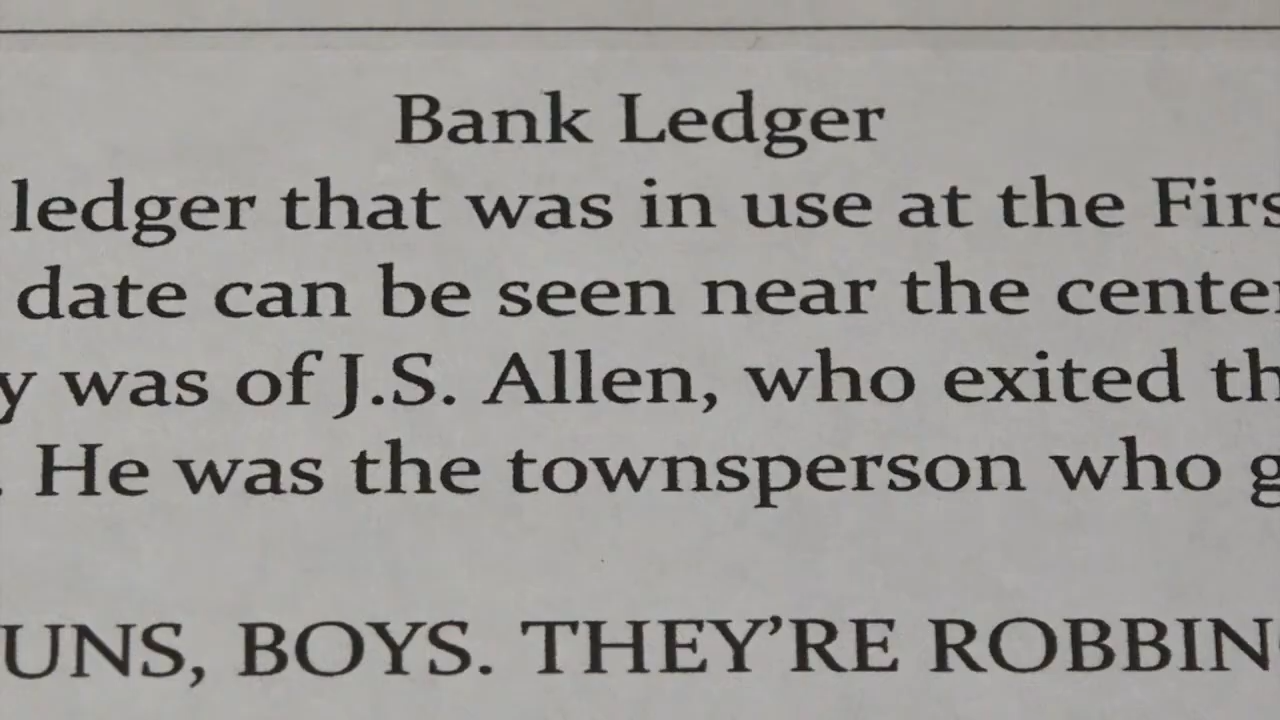 Bank Ledger
ledger that was in use at the Firs
date can be seen near the center
y was of J.S. Allen, who exited th
. He was the townsperson who g
UNS, BOYS. THEY'RE ROBBIN